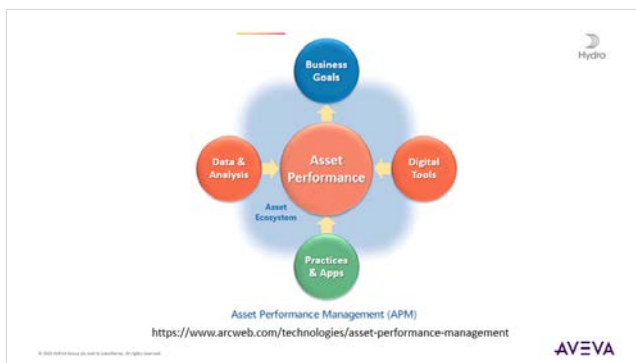 Business
Goals
Hydro
Data &
Analysis
Asset
Performance
Digital
Tools
Asset
Ecosystem
Practices
& Apps
Asset Performance Management (APM)
https://www.arcweb.com/technologies/asset-performance-management
AVEVA